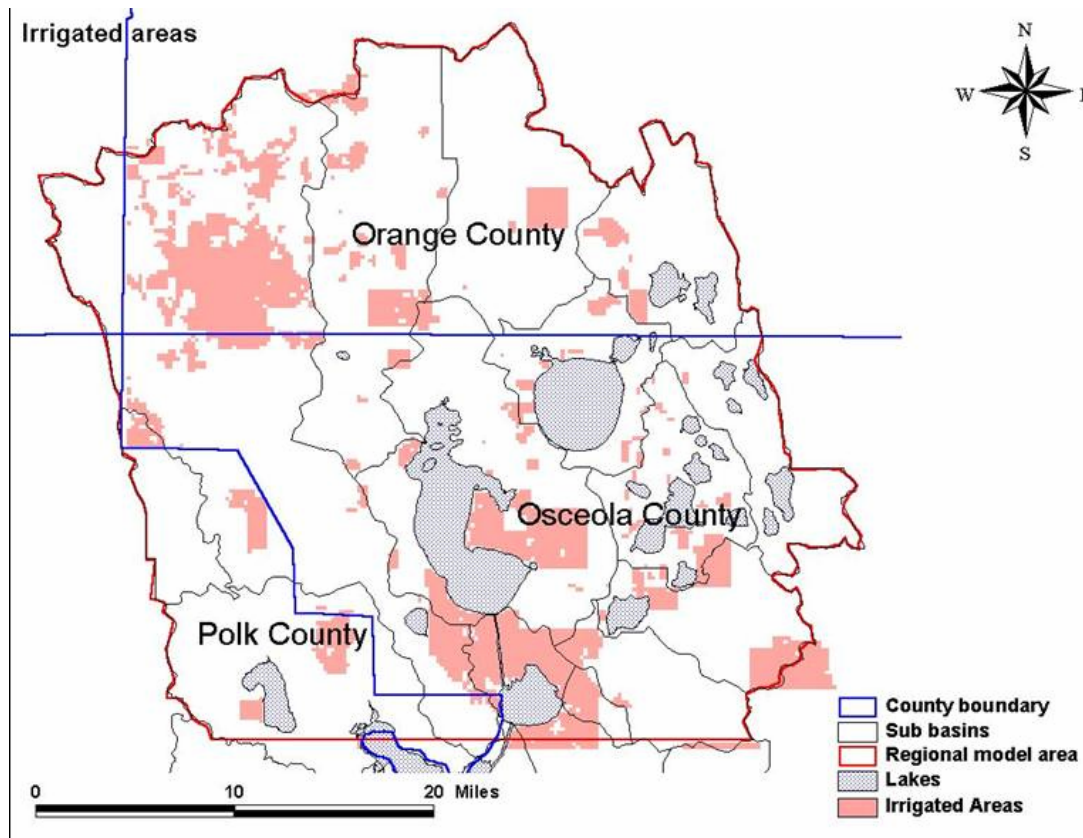 Irrigated areas
N
W
S
Orange County
Osceola County
Polk County
County boundary
Sub basins
Regional model area
Lakes
Irrigated Areas
0 10 20 Miles